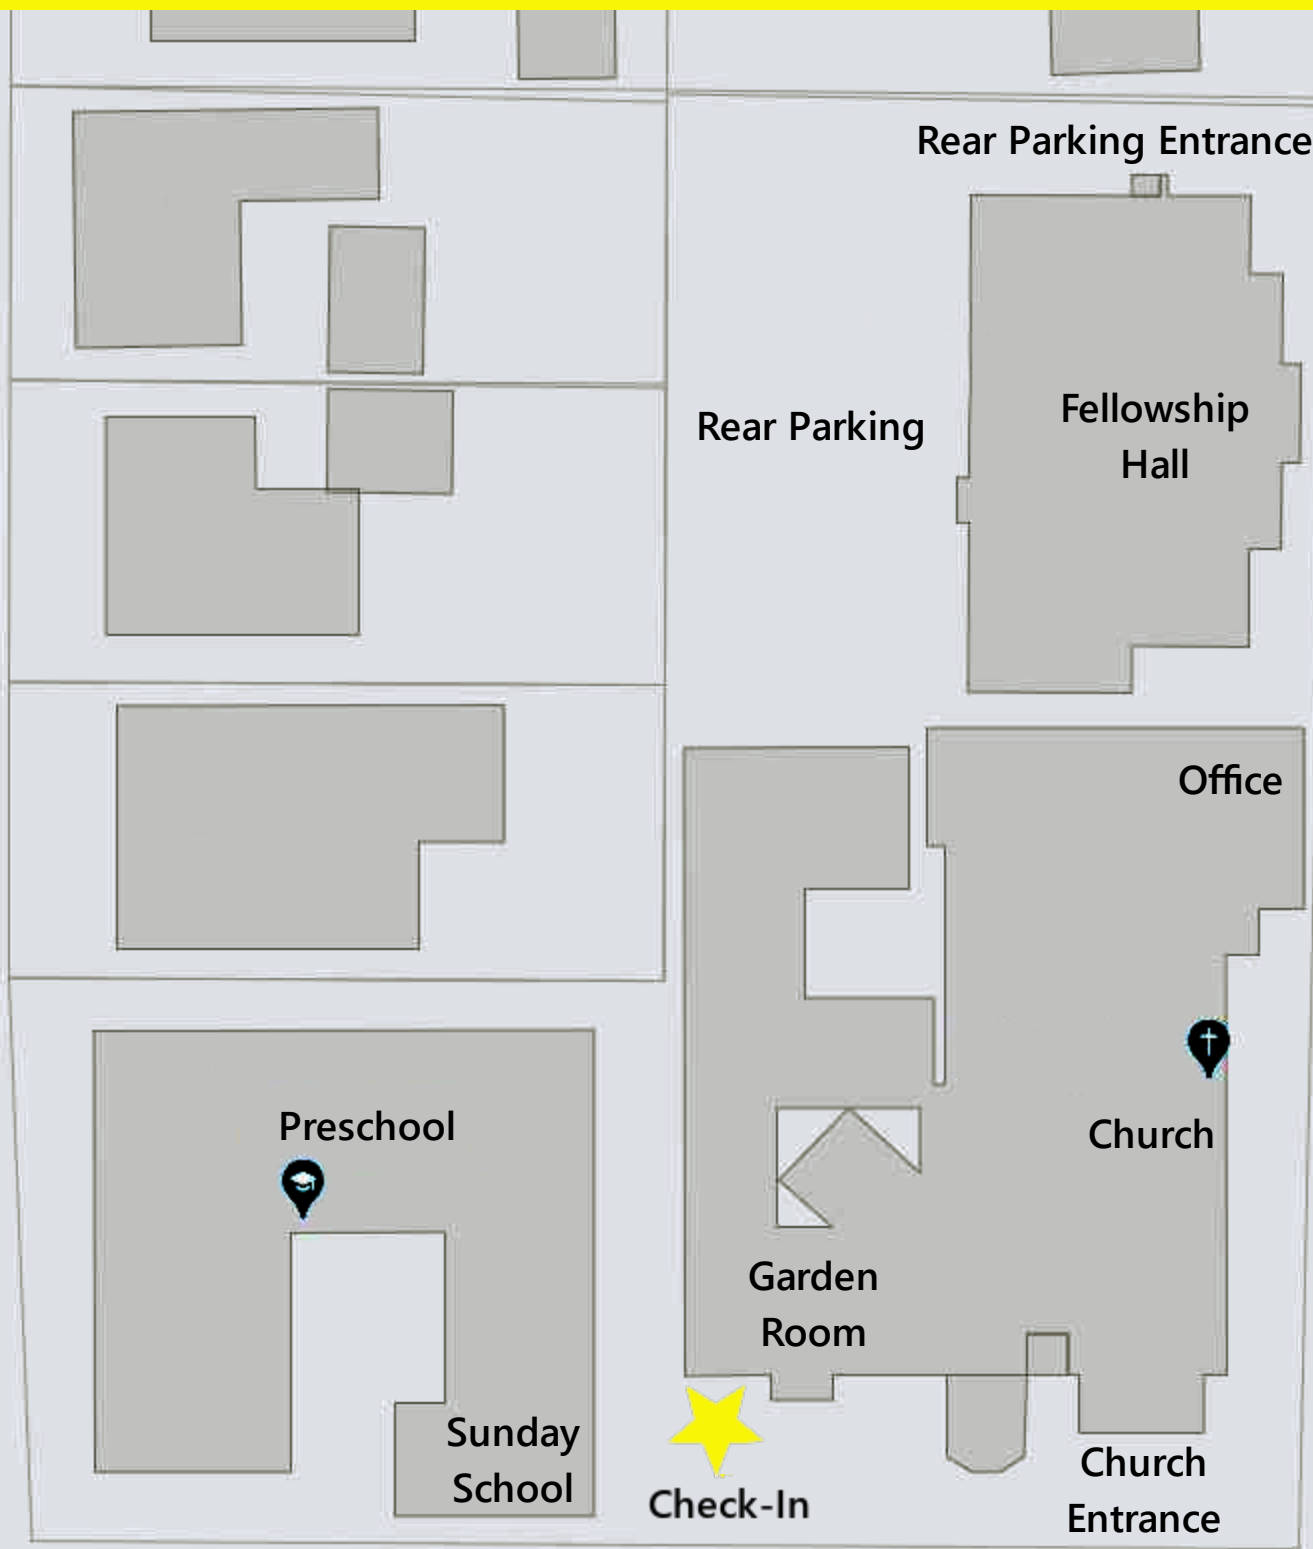 Rear Parking Entrance
Fellowship
Hall
Rear Parking
Office
Preschool
Church
Garden
Room
Sunday
School
Check-In
Church
Entrance